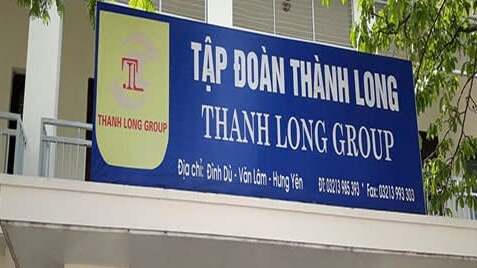 TẬP ĐOÀN THÀNH LONG
THANH LONG GROUP
THANH LONG GROUP
Địa chỉ: Đình Dù - Văn Lâm - Hưng Yên ĐT: 03213 985 393 * Fax: 03213 993 303